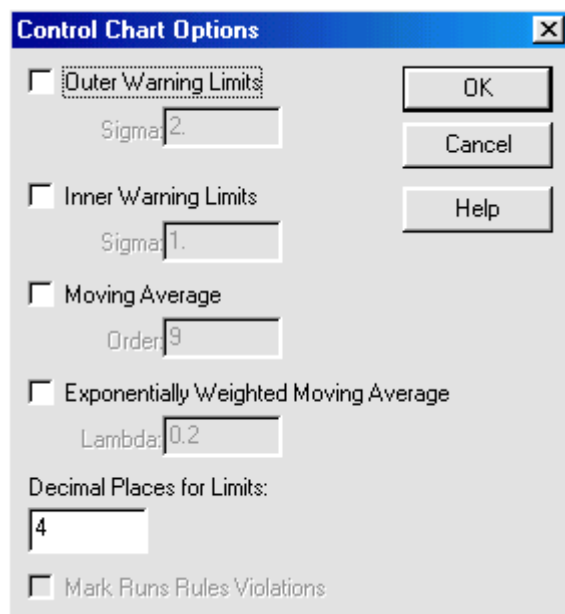 Control Chart Options
Outer Warning Limits
OK
Sigma: 2.
Cancel
Inner Warning Limits
Help
Sigma: 1.
Moving Average
Order: 9
Exponentially Weighted Moving Average
Lambda: 0.2
Decimal Places for Limits:
4
Mark Runs Rules Violations